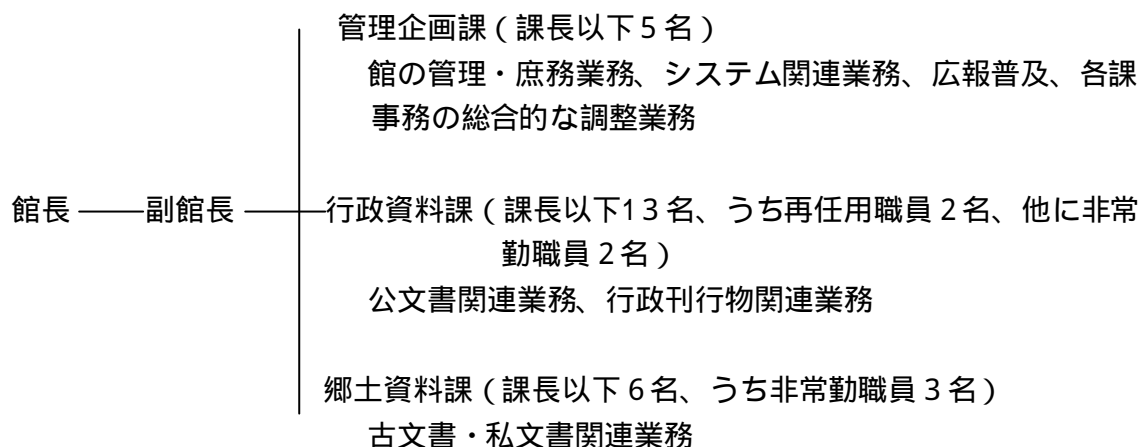 管理企画課（課長以下5名）
館の管理・庶務業務、システム関連業務、広報普及、各課
事務の総合的な調整業務
館長 副館長 行政資料課（課長以下13名、うち再任用職員2名、他に非常
勤職員2名）
公文書関連業務、行政刊行物関連業務
郷土資料課（課長以下6名、うち非常勤職員3名）
古文書・私文書関連業務